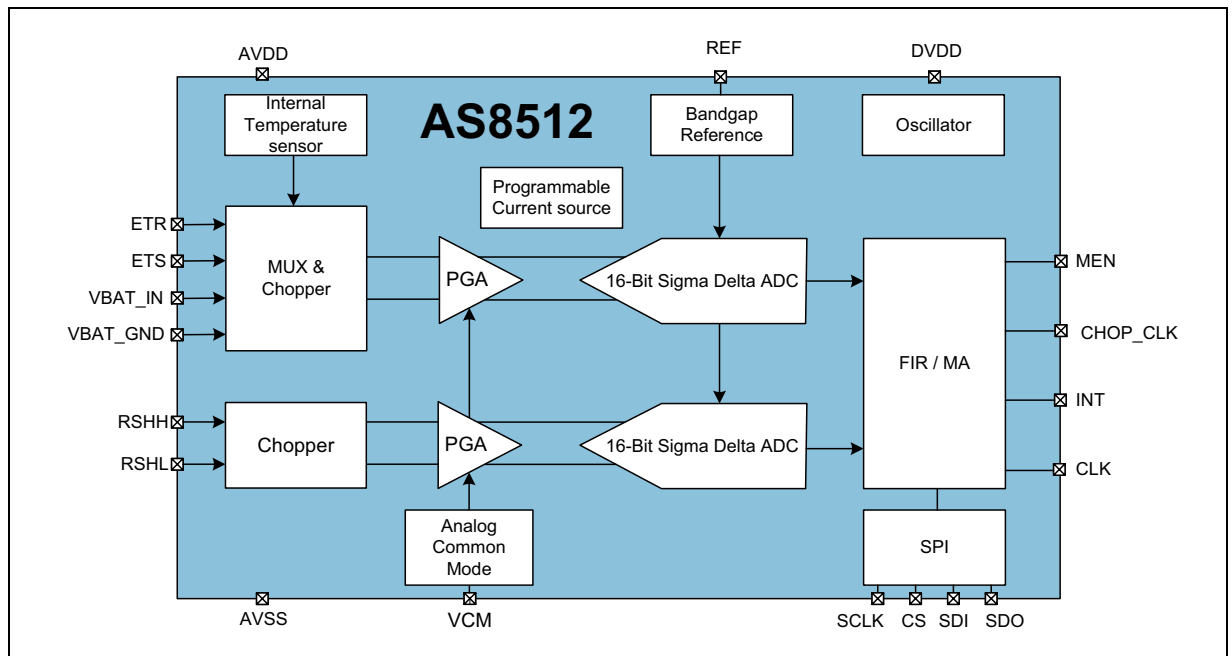 AVDD
REF
DVDD
Internal
Temperature
sensor
AS8512
Bandgap
Reference
Oscillator
Programmable
Current source
ETR
ETS
VBAT_IN
VBAT_GND
MUX &
Chopper
PGA
16-Bit Sigma Delta ADC
FIR / MA
MEN
CHOP_CLK
INT
CLK
RSHH
RSHL
Chopper
PGA
16-Bit Sigma Delta ADC
Analog
Common
Mode
SPI
AVSS
VCM
SCLK
CS
SDI
SDO